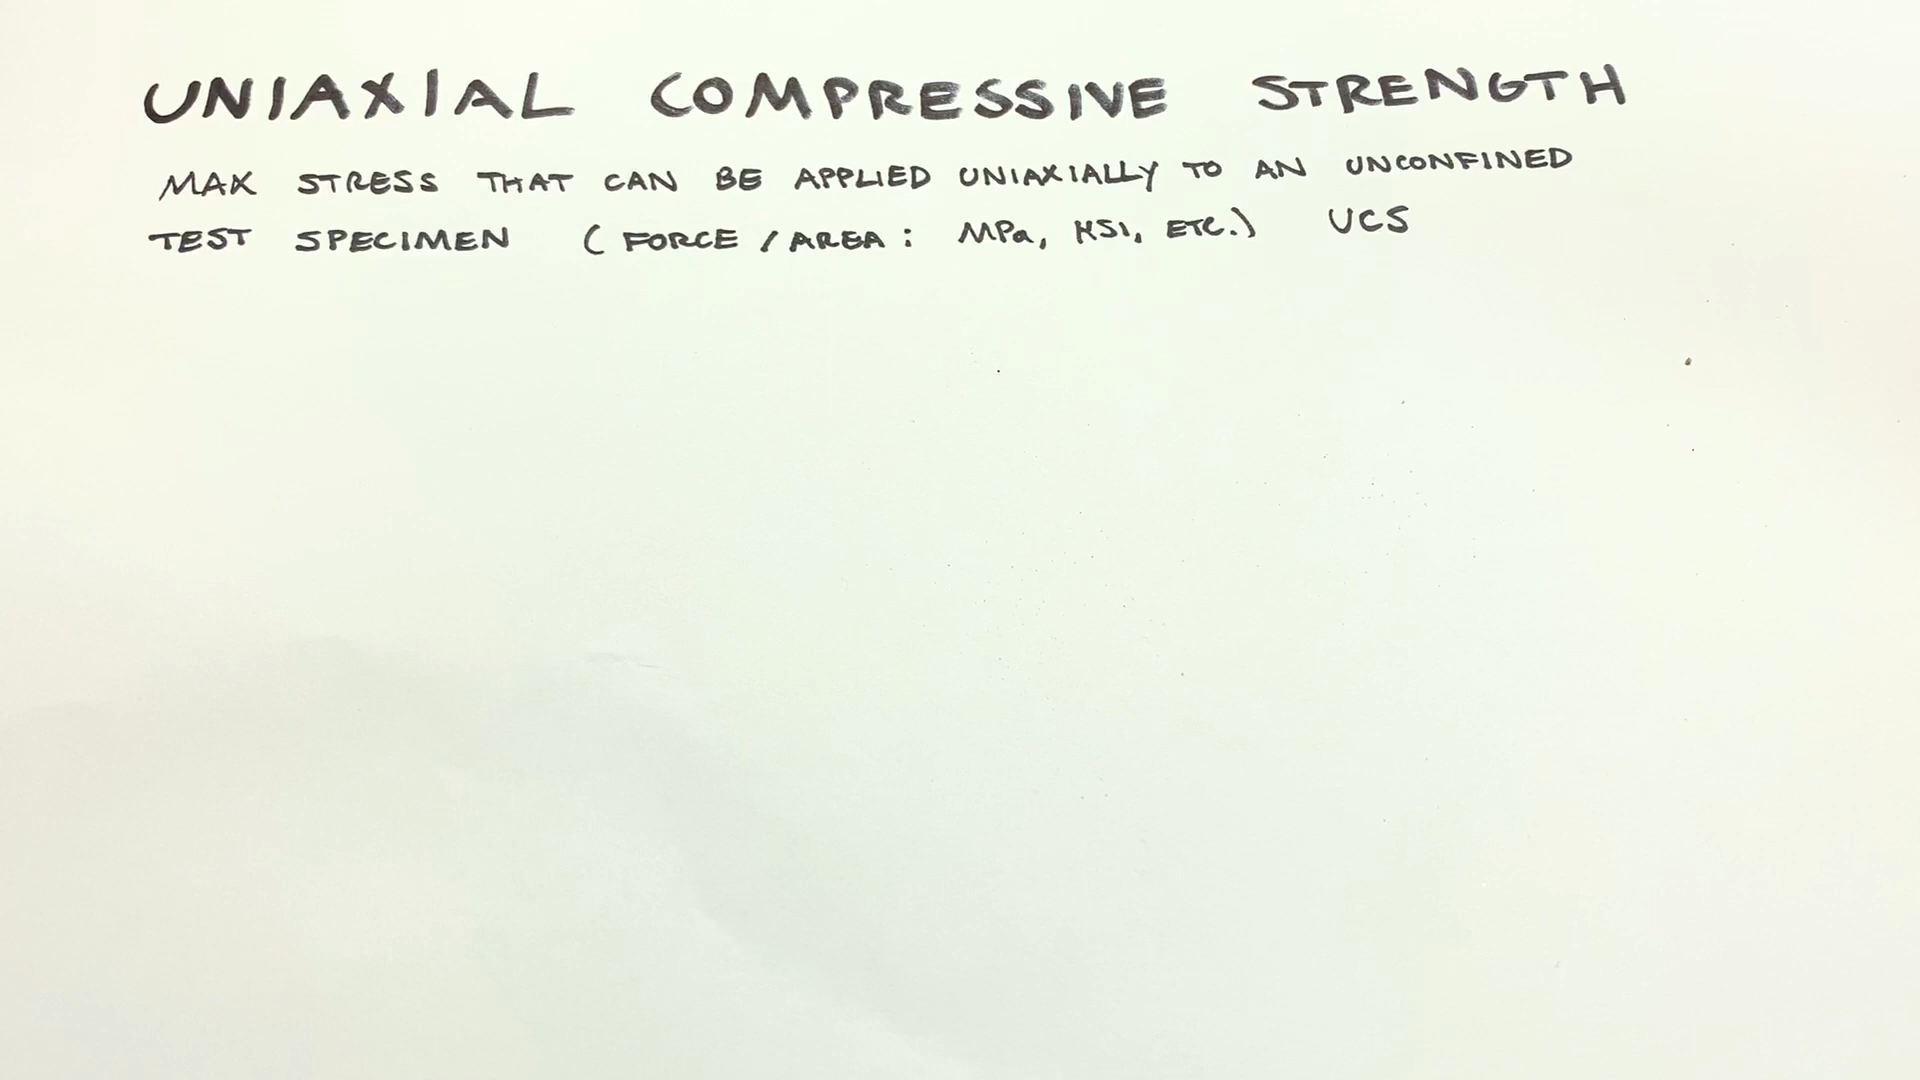 UNIAXIAL COMPRESSIVE STRENGTH
MAX STRESS THAT CAN BE APPLIED UNIAXIALLY TO AN UNCONFINED
TEST SPECIMEN (FORCE/AREA: MPa, KSI, ETC.) UCS